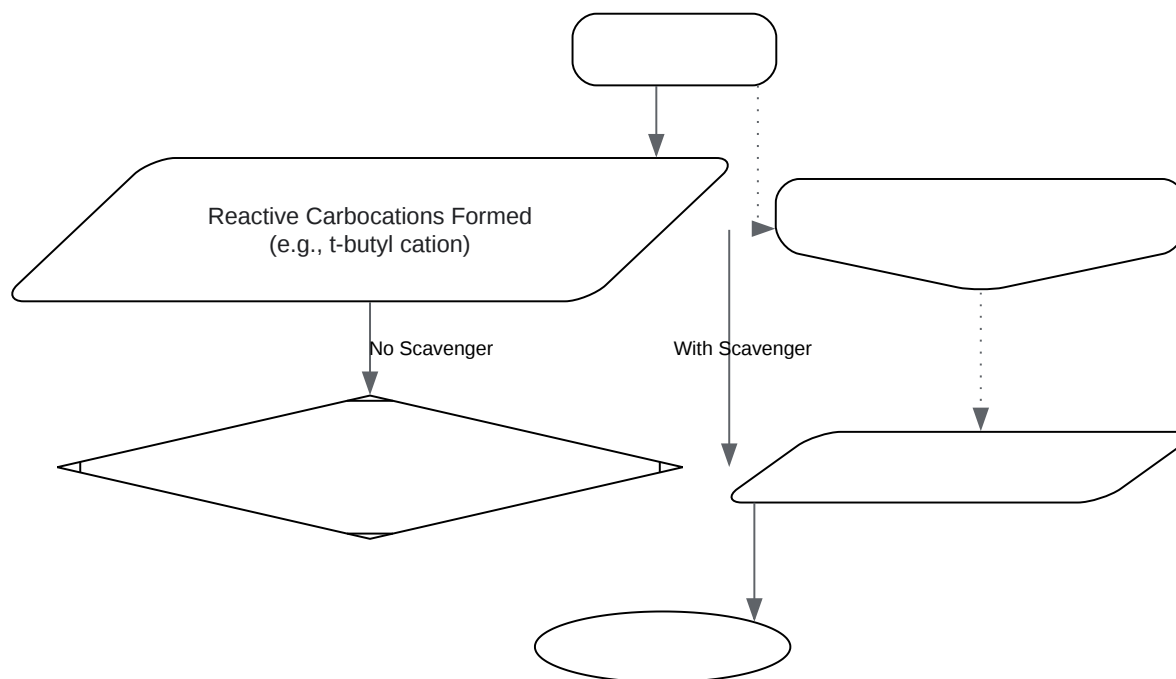 Reactive Carbocations Formed
(e.g., t-butyl cation)
No Scavenger
With Scavenger